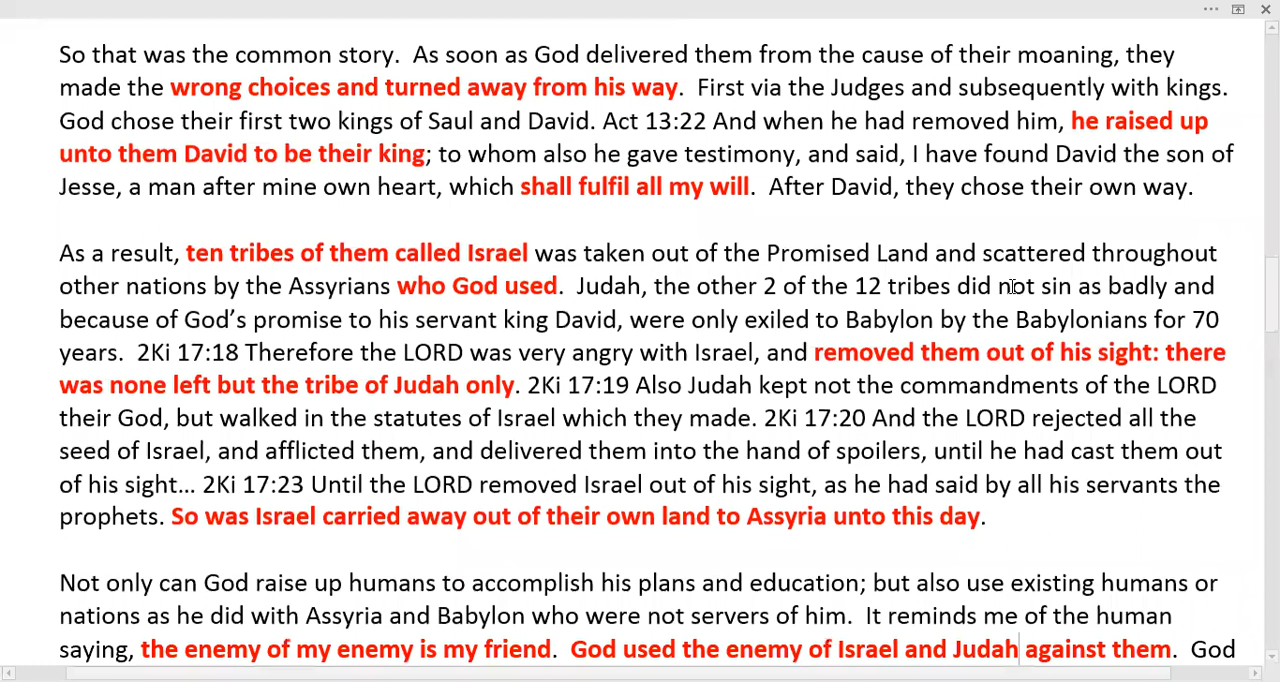 So that was the common story.  As soon as God delivered them from the cause of their moaning, they
made the wrong choices and turned away from his way.  First via the Judges and subsequently with kings.
God chose their first two kings of Saul and David. Act 13:22 And when he had removed him, he raised up
unto them David to be their king; to whom also he gave testimony, and said, I have found David the son of
Jesse, a man after mine own heart, which shall fulfil all my will.  After David, they chose their own way.
As a result, ten tribes of them called Israel was taken out of the Promised Land and scattered throughout
other nations by the Assyrians who God used.  Judah, the other 2 of the 12 tribes did not sin as badly and
because of God’s promise to his servant king David, were only exiled to Babylon by the Babylonians for 70
years.  2Ki 17:18 Therefore the LORD was very angry with Israel, and removed them out of his sight: there
was none left but the tribe of Judah only. 2Ki 17:19 Also Judah kept not the commandments of the LORD
their God, but walked in the statutes of Israel which they made. 2Ki 17:20 And the LORD rejected all the
seed of Israel, and afflicted them, and delivered them into the hand of spoilers, until he had cast them out
of his sight… 2Ki 17:23 Until the LORD removed Israel out of his sight, as he had said by all his servants the
prophets. So was Israel carried away out of their own land to Assyria unto this day.
Not only can God raise up humans to accomplish his plans and education; but also use existing humans or
nations as he did with Assyria and Babylon who were not servers of him.  It reminds me of the human
saying, the enemy of my enemy is my friend.  God used the enemy of Israel and Judah against them.  God